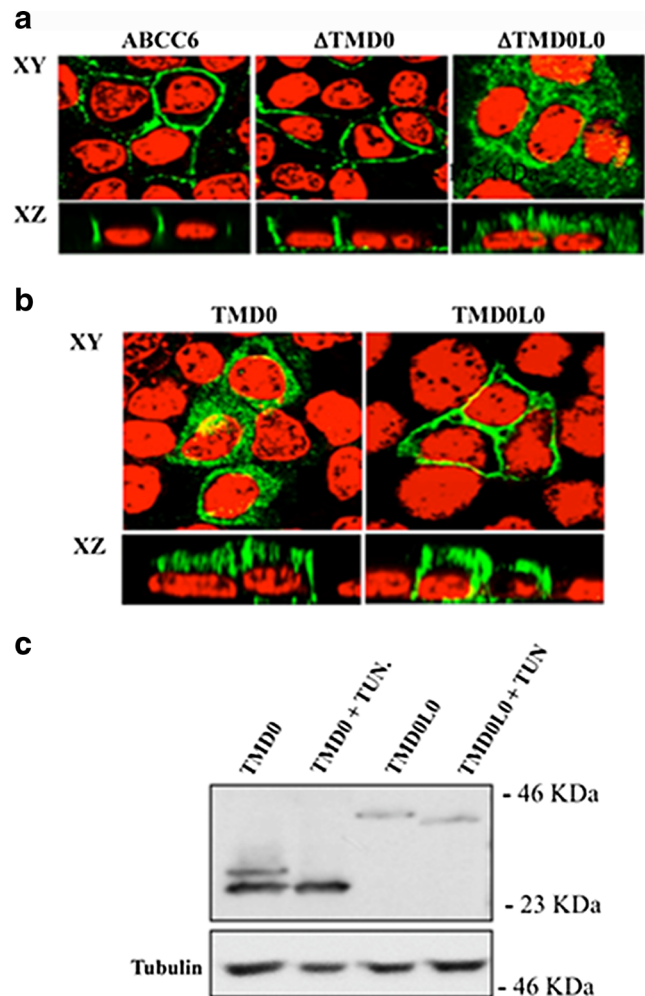 a
ABCC6 ΔTMD0 ΔTMD0L0
XY
XZ
b
TMD0 TMD0L0
XY
XZ
c
TMD0 TMD0 + TUN. TMD0L0 TMD0L0 + TUN
- 46 KDa
- 23 KDa
Tubulin
- 46 KDa